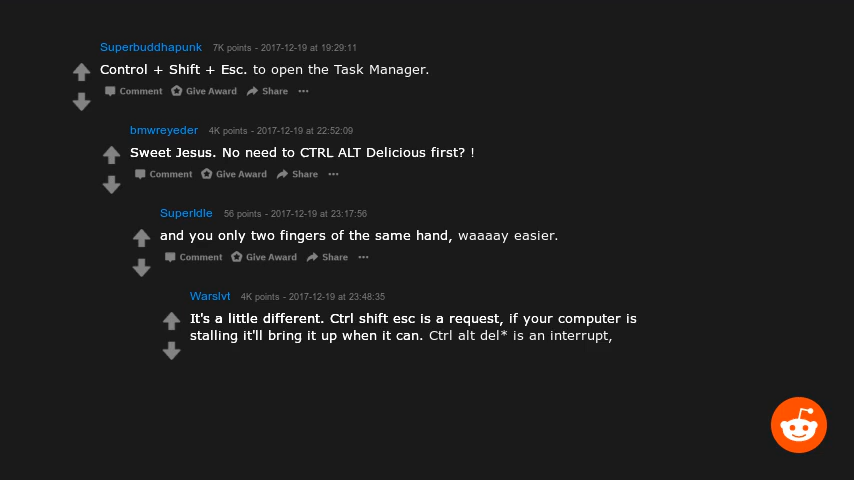 Superbuddhapunk 7K points - 2017-12-19 at 19:29:11
Control + Shift + Esc. to open the Task Manager.
Comment Give Award Share ...
bmwreyeder 4K points - 2017-12-19 at 22:52:09
Sweet Jesus. No need to CTRL ALT Delicious first? !
Comment Give Award Share ...
SuperIdle 56 points - 2017-12-19 at 23:17:56
and you only two fingers of the same hand, waaaay easier.
Comment Give Award Share ...
Warslvt 4K points - 2017-12-19 at 23:48:35
It's a little different. Ctrl shift esc is a request, if your computer is
stalling it'll bring it up when it can. Ctrl alt del* is an interrupt,